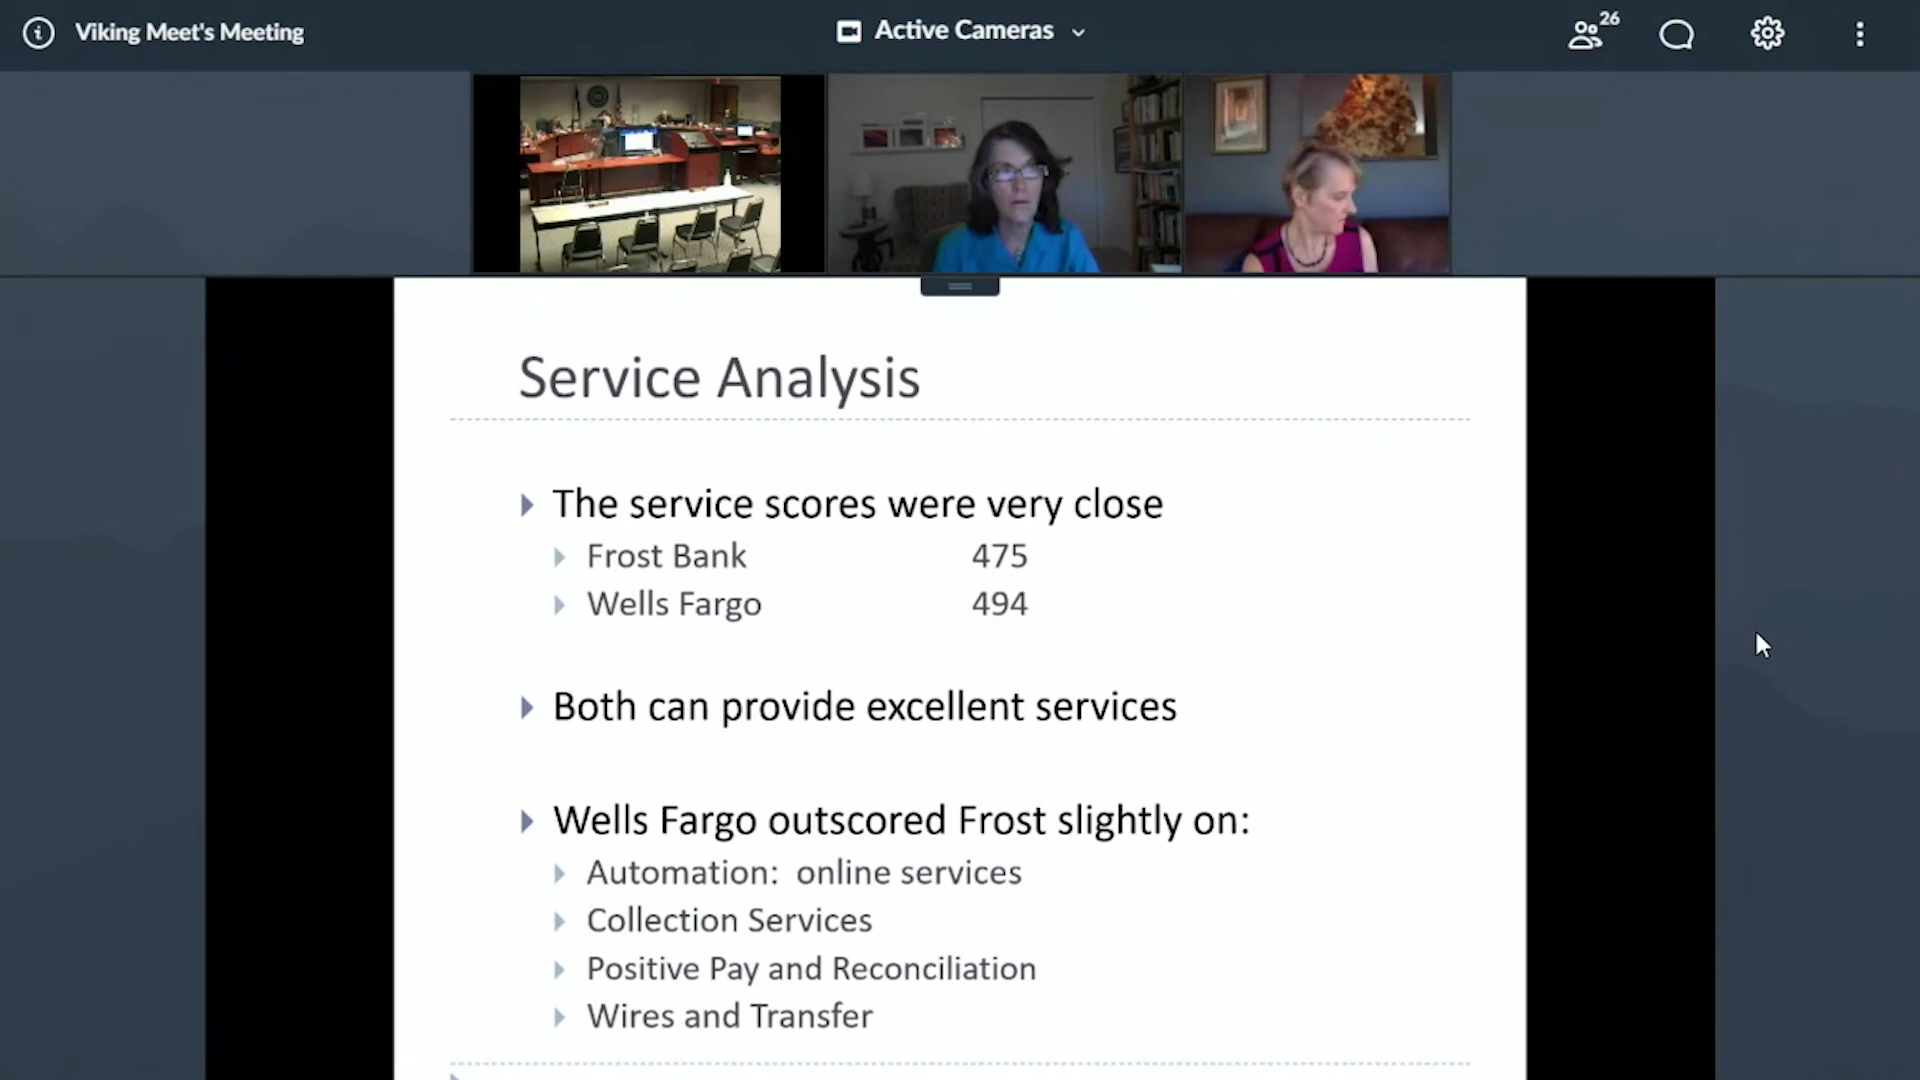 Viking Meet's Meeting
Active Cameras
26
Service Analysis
The service scores were very close
Frost Bank 475
Wells Fargo 494
Both can provide excellent services
Wells Fargo outscored Frost slightly on:
Automation: online services
Collection Services
Positive Pay and Reconciliation
Wires and Transfer